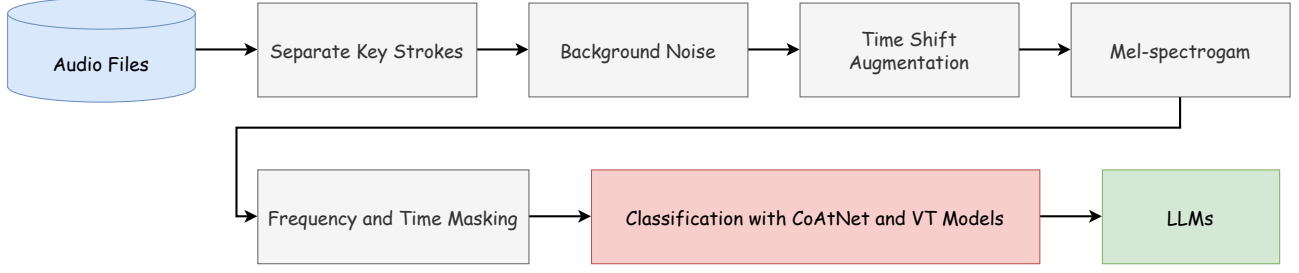 Audio Files
Separate Key Strokes
Background Noise
Time Shift
Augmentation
Mel-spectrogam
Frequency and Time Masking
Classification with CoAtNet and VT Models
LLMs